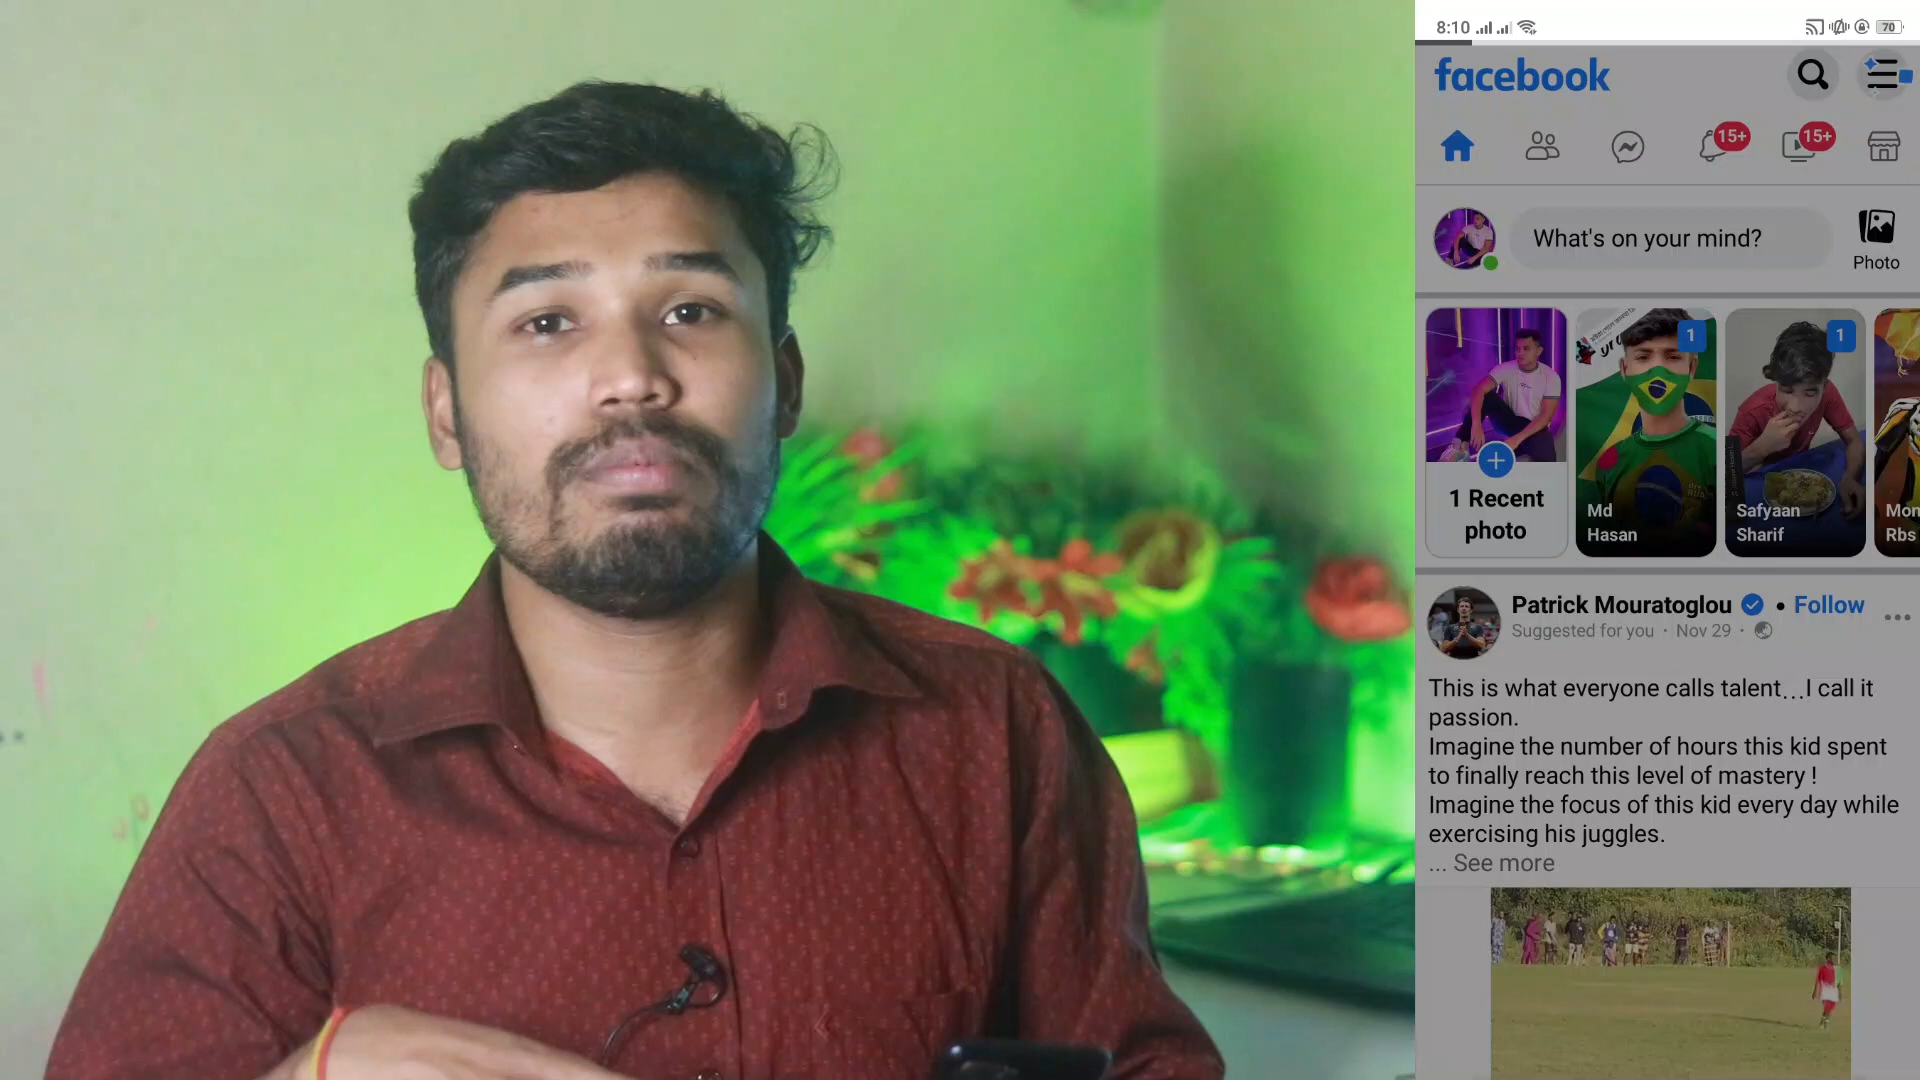 8:10
70
facebook
15+
15+
What's on your mind?
Photo
1 Recent
photo
1
Md
Hasan
1
Safyaan
Sharif
Mon
Rbs
Patrick Mouratoglou • Follow
Suggested for you · Nov 29 ·
This is what everyone calls talent…I call it
passion.
Imagine the number of hours this kid spent
to finally reach this level of mastery !
Imagine the focus of this kid every day while
exercising his juggles.
... See more